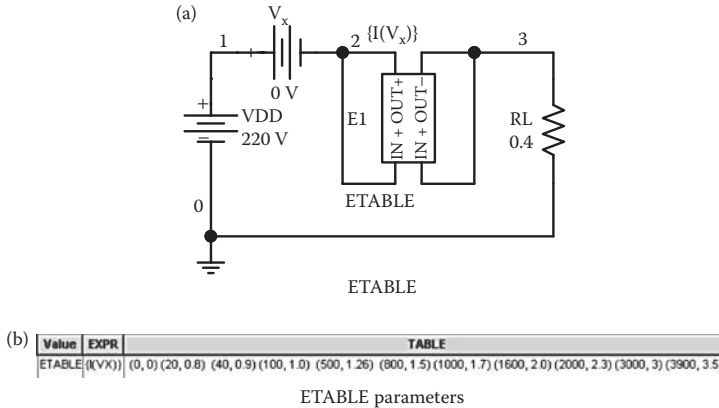 (a)
Vx
1
+
−
0 V
2
{I(Vx)}
3
+
VDD
−
220 V
E1
IN + OUT+
IN + OUT−
RL
0.4
ETABLE
0
ETABLE
(b)
Value EXPR TABLE
ETABLE {I(VX)} (0, 0) (20, 0.8) (40, 0.9) (100, 1.0) (500, 1.26) (800, 1.5) (1000, 1.7) (1600, 2.0) (2000, 2.3) (3000, 3) (3900, 3.5
ETABLE parameters